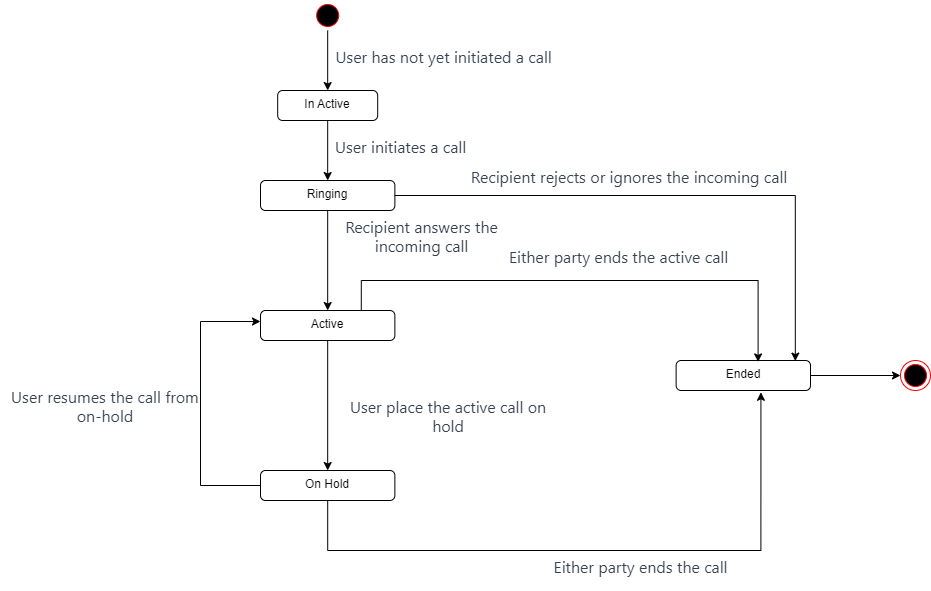 User has not yet initiated a call
In Active
User initiates a call
Recipient rejects or ignores the incoming call
Ringing
Recipient answers the
incoming call
Either party ends the active call
Active
Ended
User resumes the call from
on-hold
User place the active call on
hold
On Hold
Either party ends the call